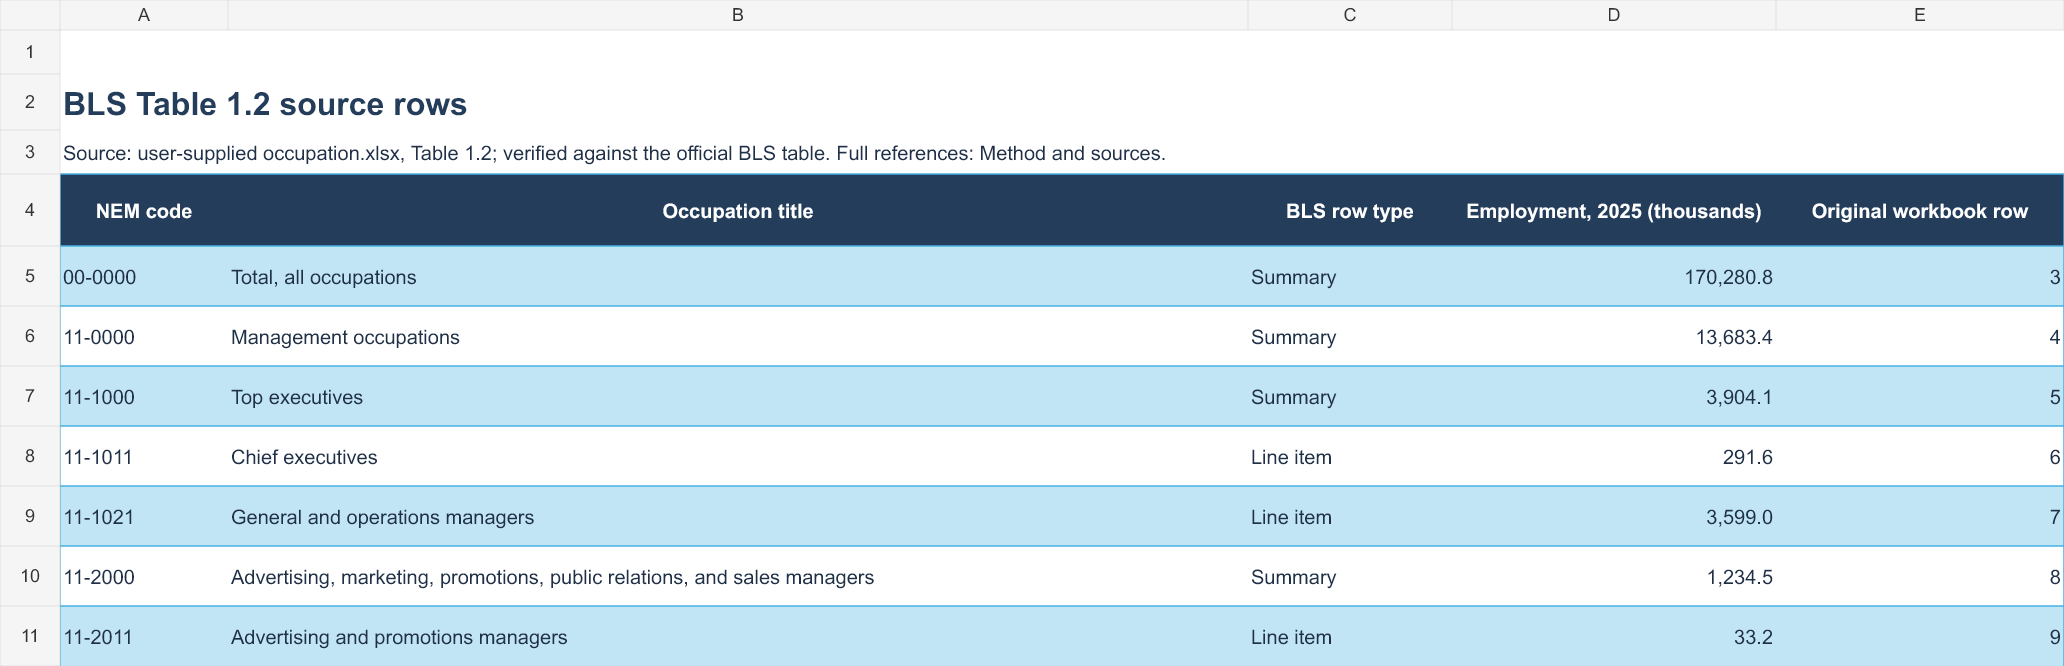 A B C D E
1
2 BLS Table 1.2 source rows
3 Source: user-supplied occupation.xlsx, Table 1.2; verified against the official BLS table. Full references: Method and sources.
4 NEM code Occupation title BLS row type Employment, 2025 (thousands) Original workbook row
5 00-0000 Total, all occupations Summary 170,280.8 3
6 11-0000 Management occupations Summary 13,683.4 4
7 11-1000 Top executives Summary 3,904.1 5
8 11-1011 Chief executives Line item 291.6 6
9 11-1021 General and operations managers Line item 3,599.0 7
10 11-2000 Advertising, marketing, promotions, public relations, and sales managers Summary 1,234.5 8
11 11-2011 Advertising and promotions managers Line item 33.2 9